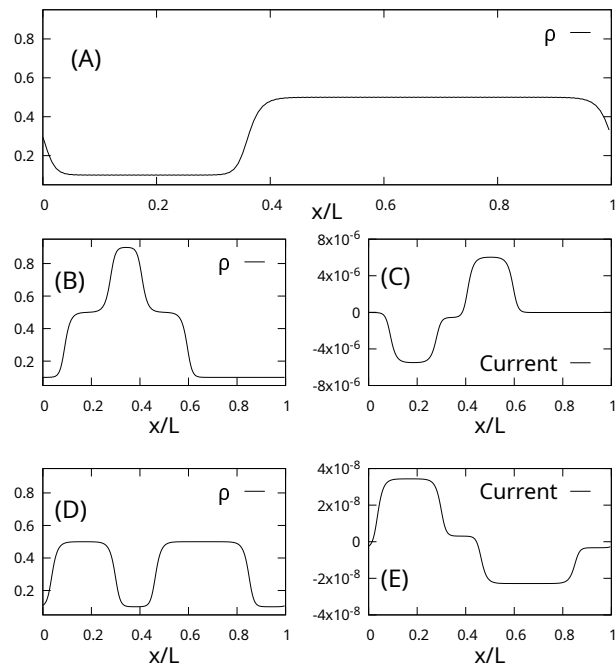 0.8
0.6
0.4
0.2
(A)
ρ
0
0.2
0.4
0.6
0.8
1
x/L
0.8
0.6
0.4
0.2
(B)
ρ
0
0.2
0.4
0.6
0.8
1
x/L
8x10-6
4x10-6
0
-4x10-6
-8x10-6
(C)
Current
0
0.2
0.4
0.6
0.8
1
x/L
0.8
0.6
0.4
0.2
(D)
ρ
0
0.2
0.4
0.6
0.8
1
x/L
4x10-8
2x10-8
0
-2x10-8
-4x10-8
Current
(E)
0
0.2
0.4
0.6
0.8
1
x/L